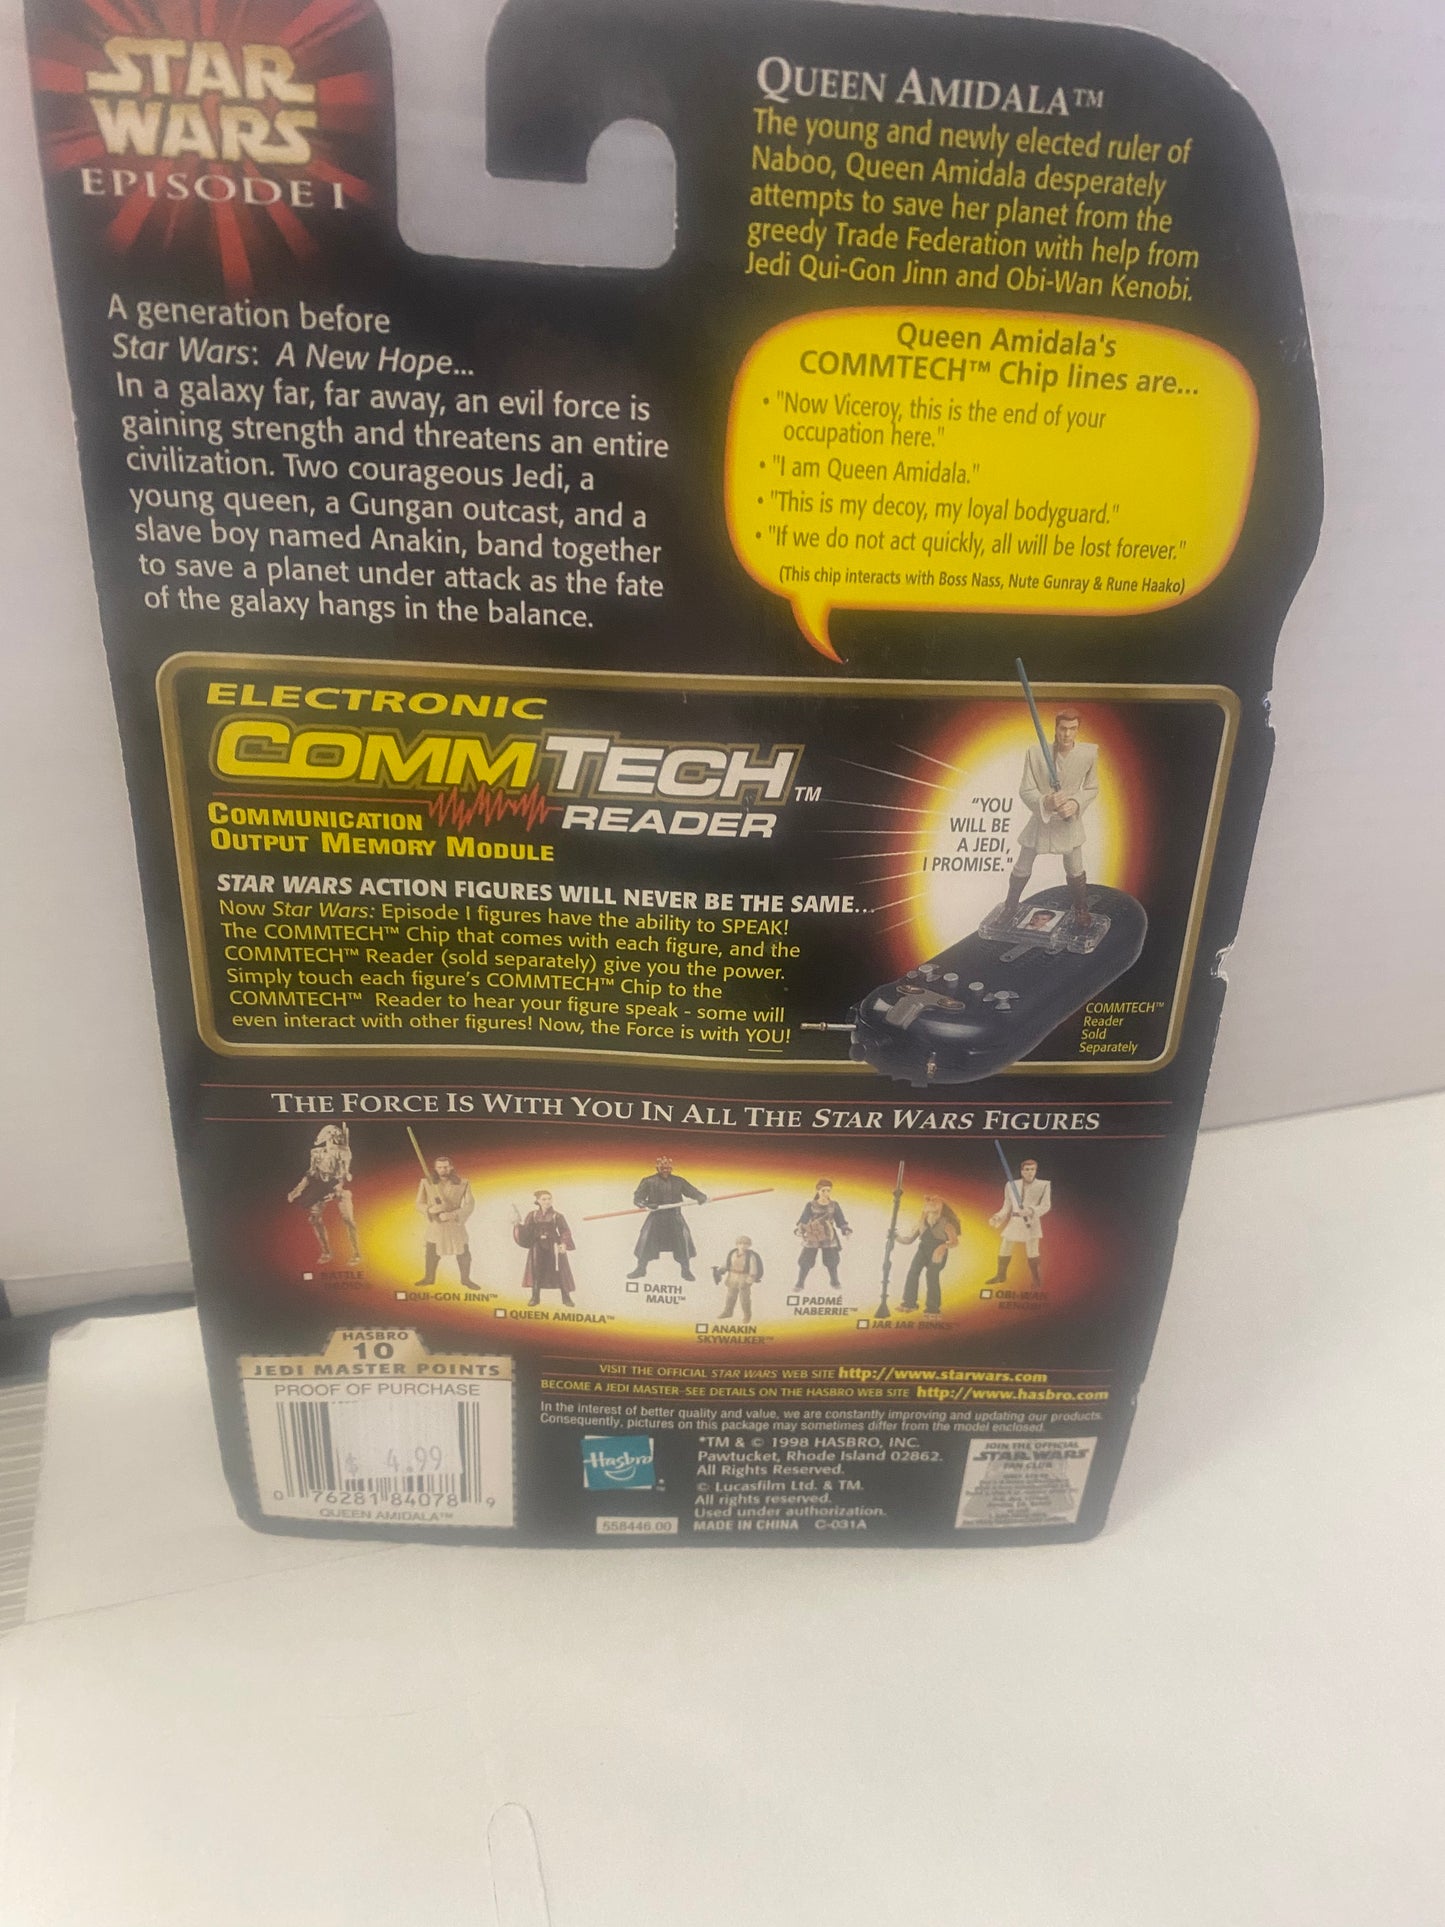 STAR
WARS
EPISODE I
A generation before
Star Wars: A New Hope...
In a galaxy far, far away, an evil force is
gaining strength and threatens an entire
civilization. Two courageous Jedi, a
young queen, a Gungan outcast, and a
slave boy named Anakin, band together
to save a planet under attack as the fate
of the galaxy hangs in the balance.
QUEEN AMIDALA™
The young and newly elected ruler of
Naboo, Queen Amidala desperately
attempts to save her planet from the
greedy Trade Federation with help from
Jedi Qui-Gon Jinn and Obi-Wan Kenobi.
Queen Amidala's
COMMTECH™ Chip lines are...
• "Now Viceroy, this is the end of your
occupation here."
• "I am Queen Amidala."
• "This is my decoy, my loyal bodyguard."
• "If we do not act quickly, all will be lost forever."
(This chip interacts with Boss Nass, Nute Gunray & Rune Haako)
ELECTRONIC
COMMTECH™
READER
COMMUNICATION
OUTPUT MEMORY MODULE
STAR WARS ACTION FIGURES WILL NEVER BE THE SAME...
Now Star Wars: Episode I figures have the ability to SPEAK!
The COMMTECH™ Chip that comes with each figure, and the
COMMTECH™ Reader (sold separately) give you the power.
Simply touch each figure's COMMTECH™ Chip to the
COMMTECH™ Reader to hear your figure speak - some will
even interact with other figures! Now, the Force is with YOU!
"YOU
WILL BE
A JEDI,
I PROMISE."
COMMTECH™
Reader
Sold
Separately
THE FORCE IS WITH YOU IN ALL THE STAR WARS FIGURES
BATTLE
DROID
QUI-GON JINN™
QUEEN AMIDALA™
DARTH
MAUL™
ANAKIN
SKYWALKER™
PADMÉ
NABERRIE™
JAR JAR BINKS™
OBI-WAN
KENOBI
HASBRO
10
JEDI MASTER POINTS
PROOF OF PURCHASE
$ 4.99
0 76281 84078 9
QUEEN AMIDALA™
VISIT THE OFFICIAL STAR WARS WEB SITE http://www.starwars.com
BECOME A JEDI MASTER-SEE DETAILS ON THE HASBRO WEB SITE http://www.hasbro.com
In the interest of better quality and value, we are constantly improving and updating our products.
Consequently, pictures on this package may sometimes differ from the model enclosed.
Hasbro
558446.00
*TM & © 1998 HASBRO, INC.
Pawtucket, Rhode Island 02862.
All Rights Reserved.
© Lucasfilm Ltd. & TM.
All rights reserved.
Used under authorization.
MADE IN CHINA C-031A
JOIN THE OFFICIAL
STAR WARS
FAN CLUB